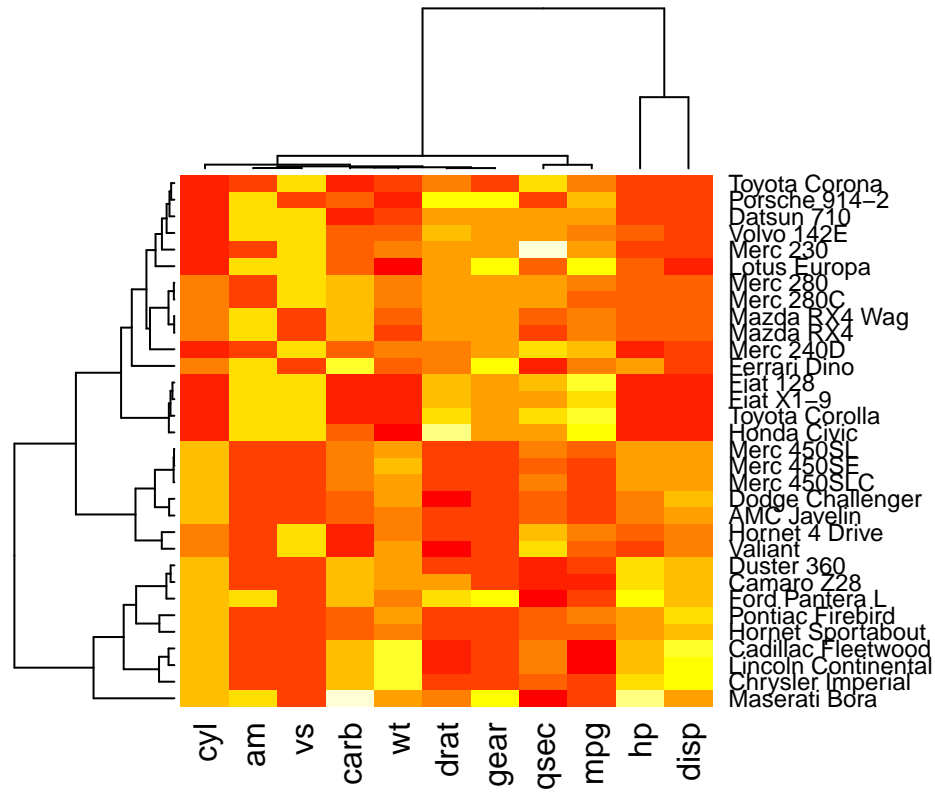 Toyota Corona
Porsche 914−2
Datsun 710
Volvo 142E
Merc 230
Lotus Europa
Merc 280
Merc 280C
Mazda RX4 Wag
Mazda RX4
Merc 240D
Ferrari Dino
Fiat 128
Fiat X1−9
Toyota Corolla
Honda Civic
Merc 450SL
Merc 450SE
Merc 450SLC
Dodge Challenger
AMC Javelin
Hornet 4 Drive
Valiant
Duster 360
Camaro Z28
Ford Pantera L
Pontiac Firebird
Hornet Sportabout
Cadillac Fleetwood
Lincoln Continental
Chrysler Imperial
Maserati Bora
cyl
am
vs
carb
wt
drat
gear
qsec
mpg
hp
disp